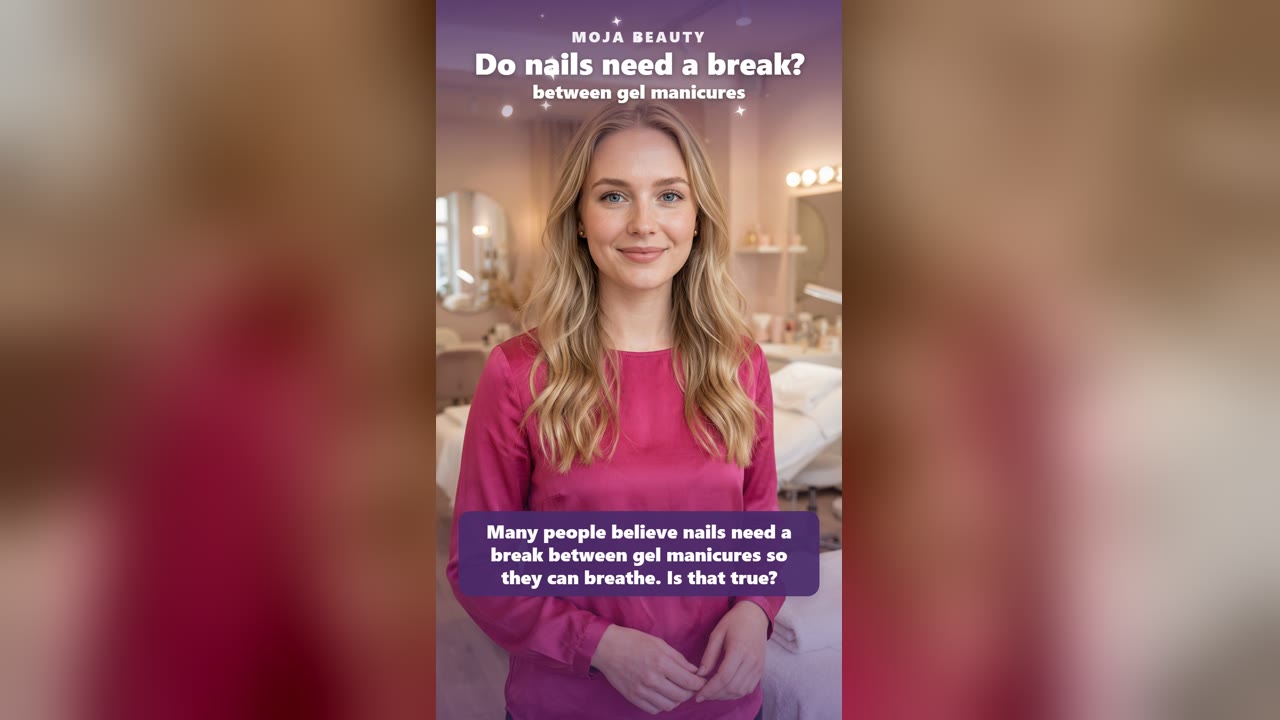 MOJA BEAUTY
Do nails need a break?
between gel manicures
Many people believe nails need a
break between gel manicures so
they can breathe. Is that true?